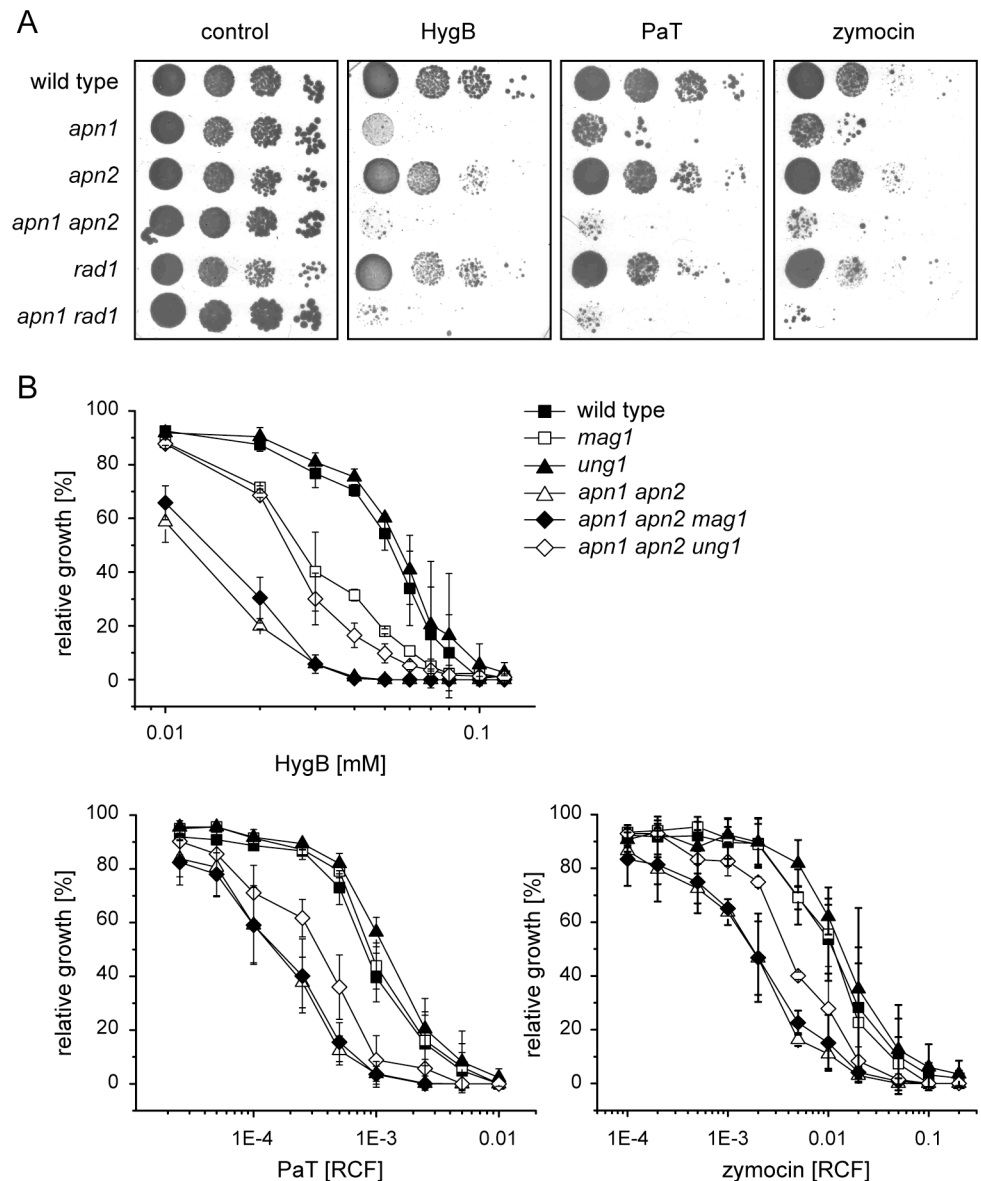 A
control HygB PaT zymocin
wild type
apn1
apn2
apn1 apn2
rad1
apn1 rad1
B
100
80
60
40
20
0
relative growth [%]
0.01 0.1
HygB [mM]
wild type
mag1
ung1
apn1 apn2
apn1 apn2 mag1
apn1 apn2 ung1
100
80
60
40
20
0
relative growth [%]
1E-4 1E-3 0.01
PaT [RCF]
100
80
60
40
20
0
relative growth [%]
1E-4 1E-3 0.01 0.1
zymocin [RCF]